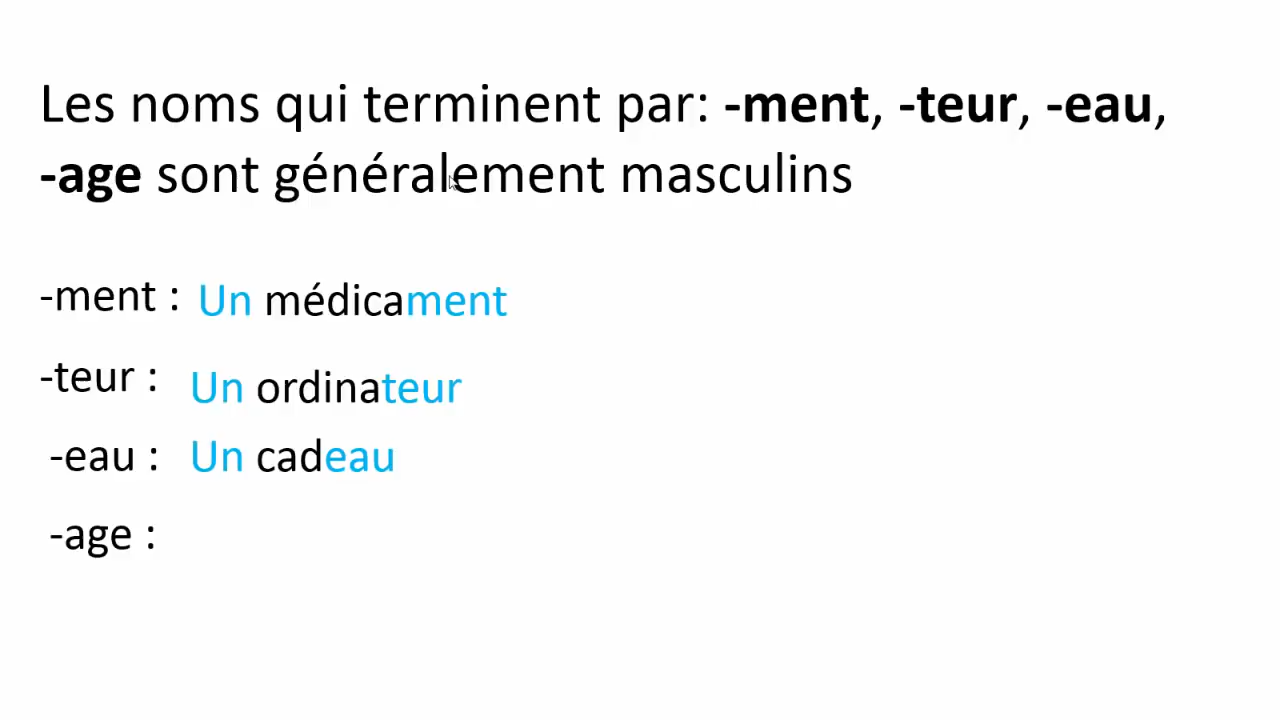 Les noms qui terminent par: -ment, -teur, -eau,
-age sont généralement masculins
-ment : Un médicament
-teur : Un ordinateur
-eau : Un cadeau
-age :